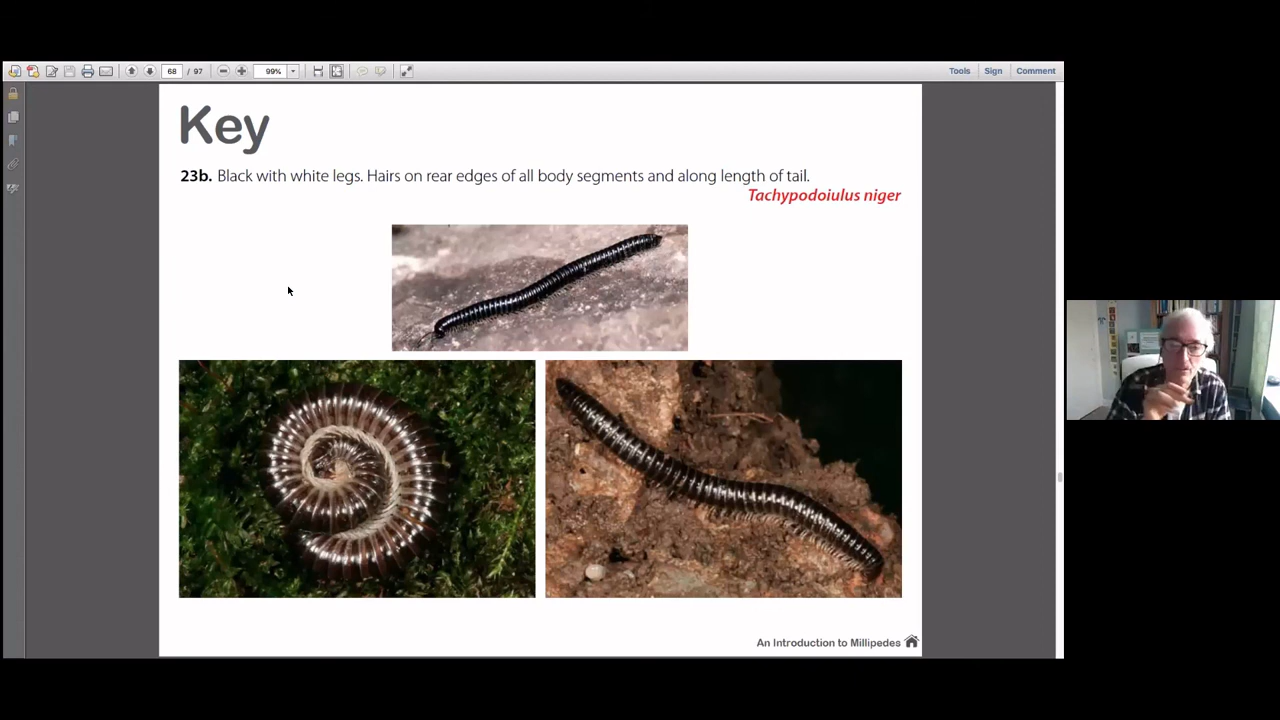 68 / 97
99%
Tools Sign Comment
Key
23b. Black with white legs. Hairs on rear edges of all body segments and along length of tail.
Tachypodoiulus niger
An Introduction to Millipedes